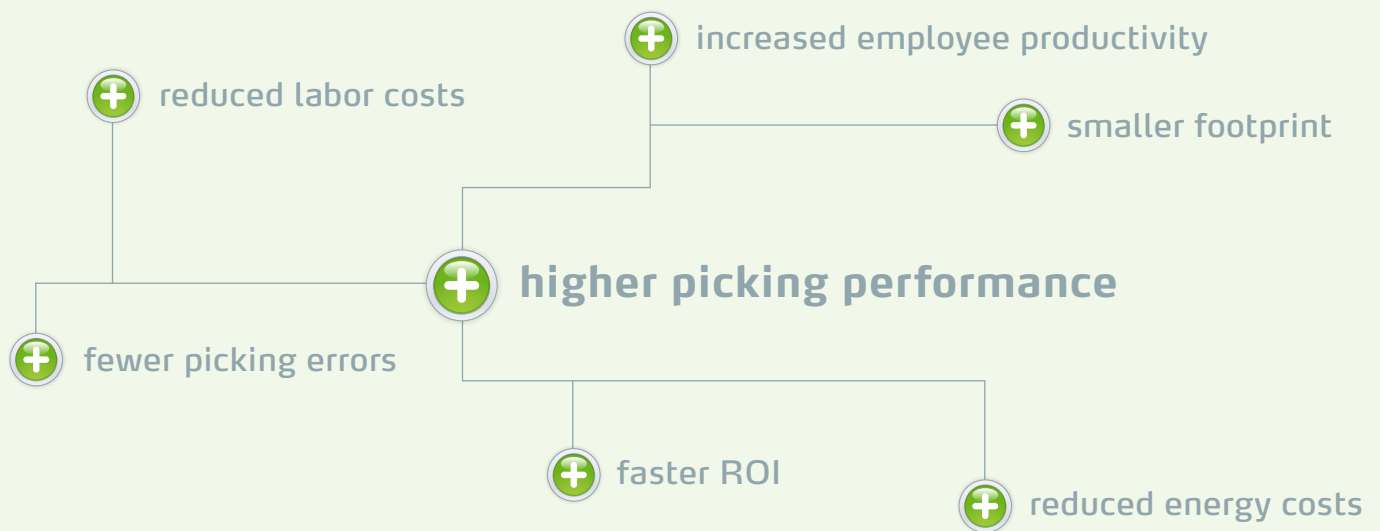 increased employee productivity
reduced labor costs
smaller footprint
higher picking performance
fewer picking errors
faster ROI
reduced energy costs